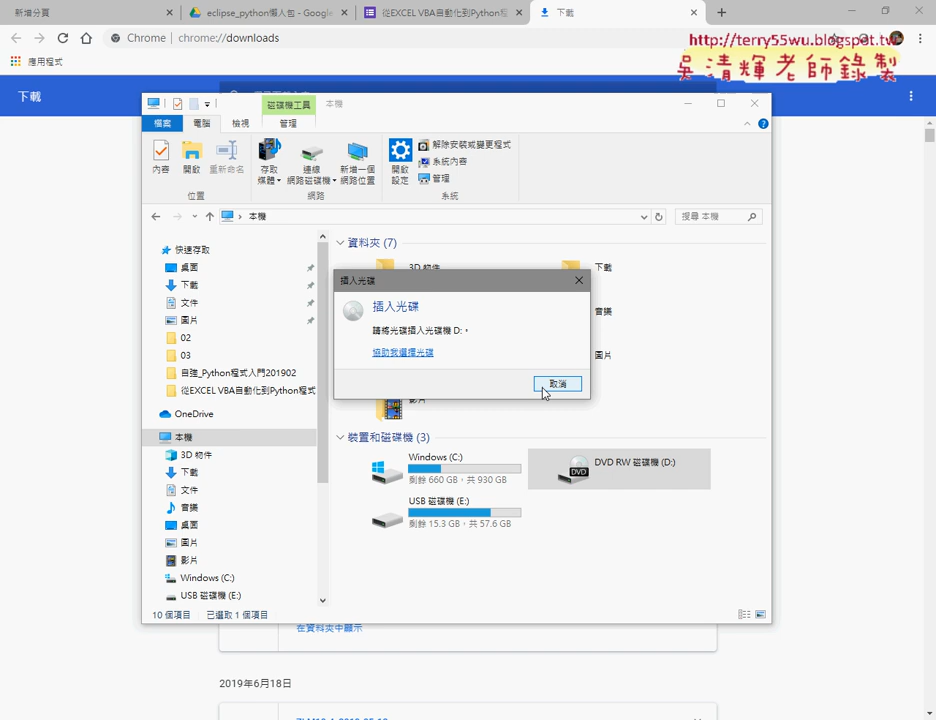 新增分頁
eclipse_python懶人包 - Google
從EXCEL VBA自動化到Python程
下載
Chrome
chrome://downloads
http://terry55wu.blogspot.tw
吳清輝老師錄製
應用程式
下載
磁碟機工具
本機
檔案
電腦
檢視
管理
內容
開啟
重新命名
存取
媒體
連線
網路磁碟機
新增一個
網路位置
開啟
設定
解除安裝或變更程式
系統內容
管理
位置
網路
系統
本機
搜尋 本機
快速存取
桌面
下載
文件
圖片
02
03
自強_Python程式入門201902
從EXCEL VBA自動化到Python程式
OneDrive
本機
3D 物件
下載
文件
音樂
桌面
圖片
影片
Windows (C:)
USB 磁碟機 (E:)
資料夾 (7)
3D 物件
下載
音樂
圖片
影片
插入光碟
插入光碟
請將光碟插入光碟機 D:。
協助我選擇光碟
取消
裝置和磁碟機 (3)
Windows (C:)
剩餘 660 GB，共 930 GB
DVD RW 磁碟機 (D:)
DVD
USB 磁碟機 (E:)
剩餘 15.3 GB，共 57.6 GB
10 個項目
已選取 1 個項目
在資料夾中顯示
2019年6月18日